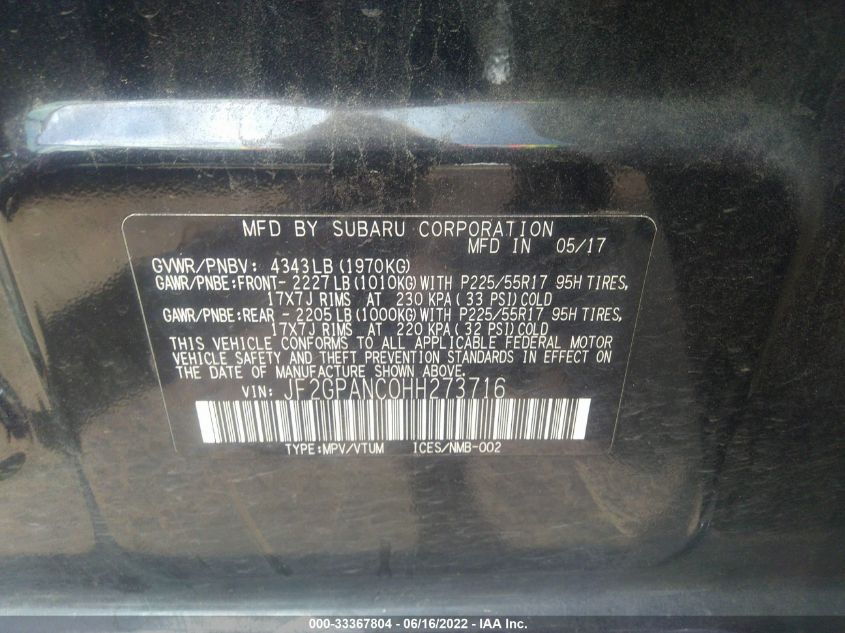 MFD BY SUBARU CORPORATION
MFD IN 05/17
GVWR/PNBV: 4343LB (1970KG)
GAWR/PNBE:FRONT- 2227LB (1010KG) WITH P225/55R17 95H TIRES,
17X7J RIMS AT 230 KPA ( 33 PSI) COLD
GAWR/PNBE:REAR - 2205LB (1000KG) WITH P225/55R17 95H TIRES,
17X7J RIMS AT 220 KPA ( 32 PSI) COLD
THIS VEHICLE CONFORMS TO ALL APPLICABLE FEDERAL MOTOR
VEHICLE SAFETY AND THEFT PREVENTION STANDARDS IN EFFECT ON
THE DATE OF MANUFACTURE SHOWN ABOVE.
VIN: JF2GPANC0HH273716
TYPE:MPV/VTUM ICES/NMB-002
000-33367804 - 06/16/2022 - IAA Inc.